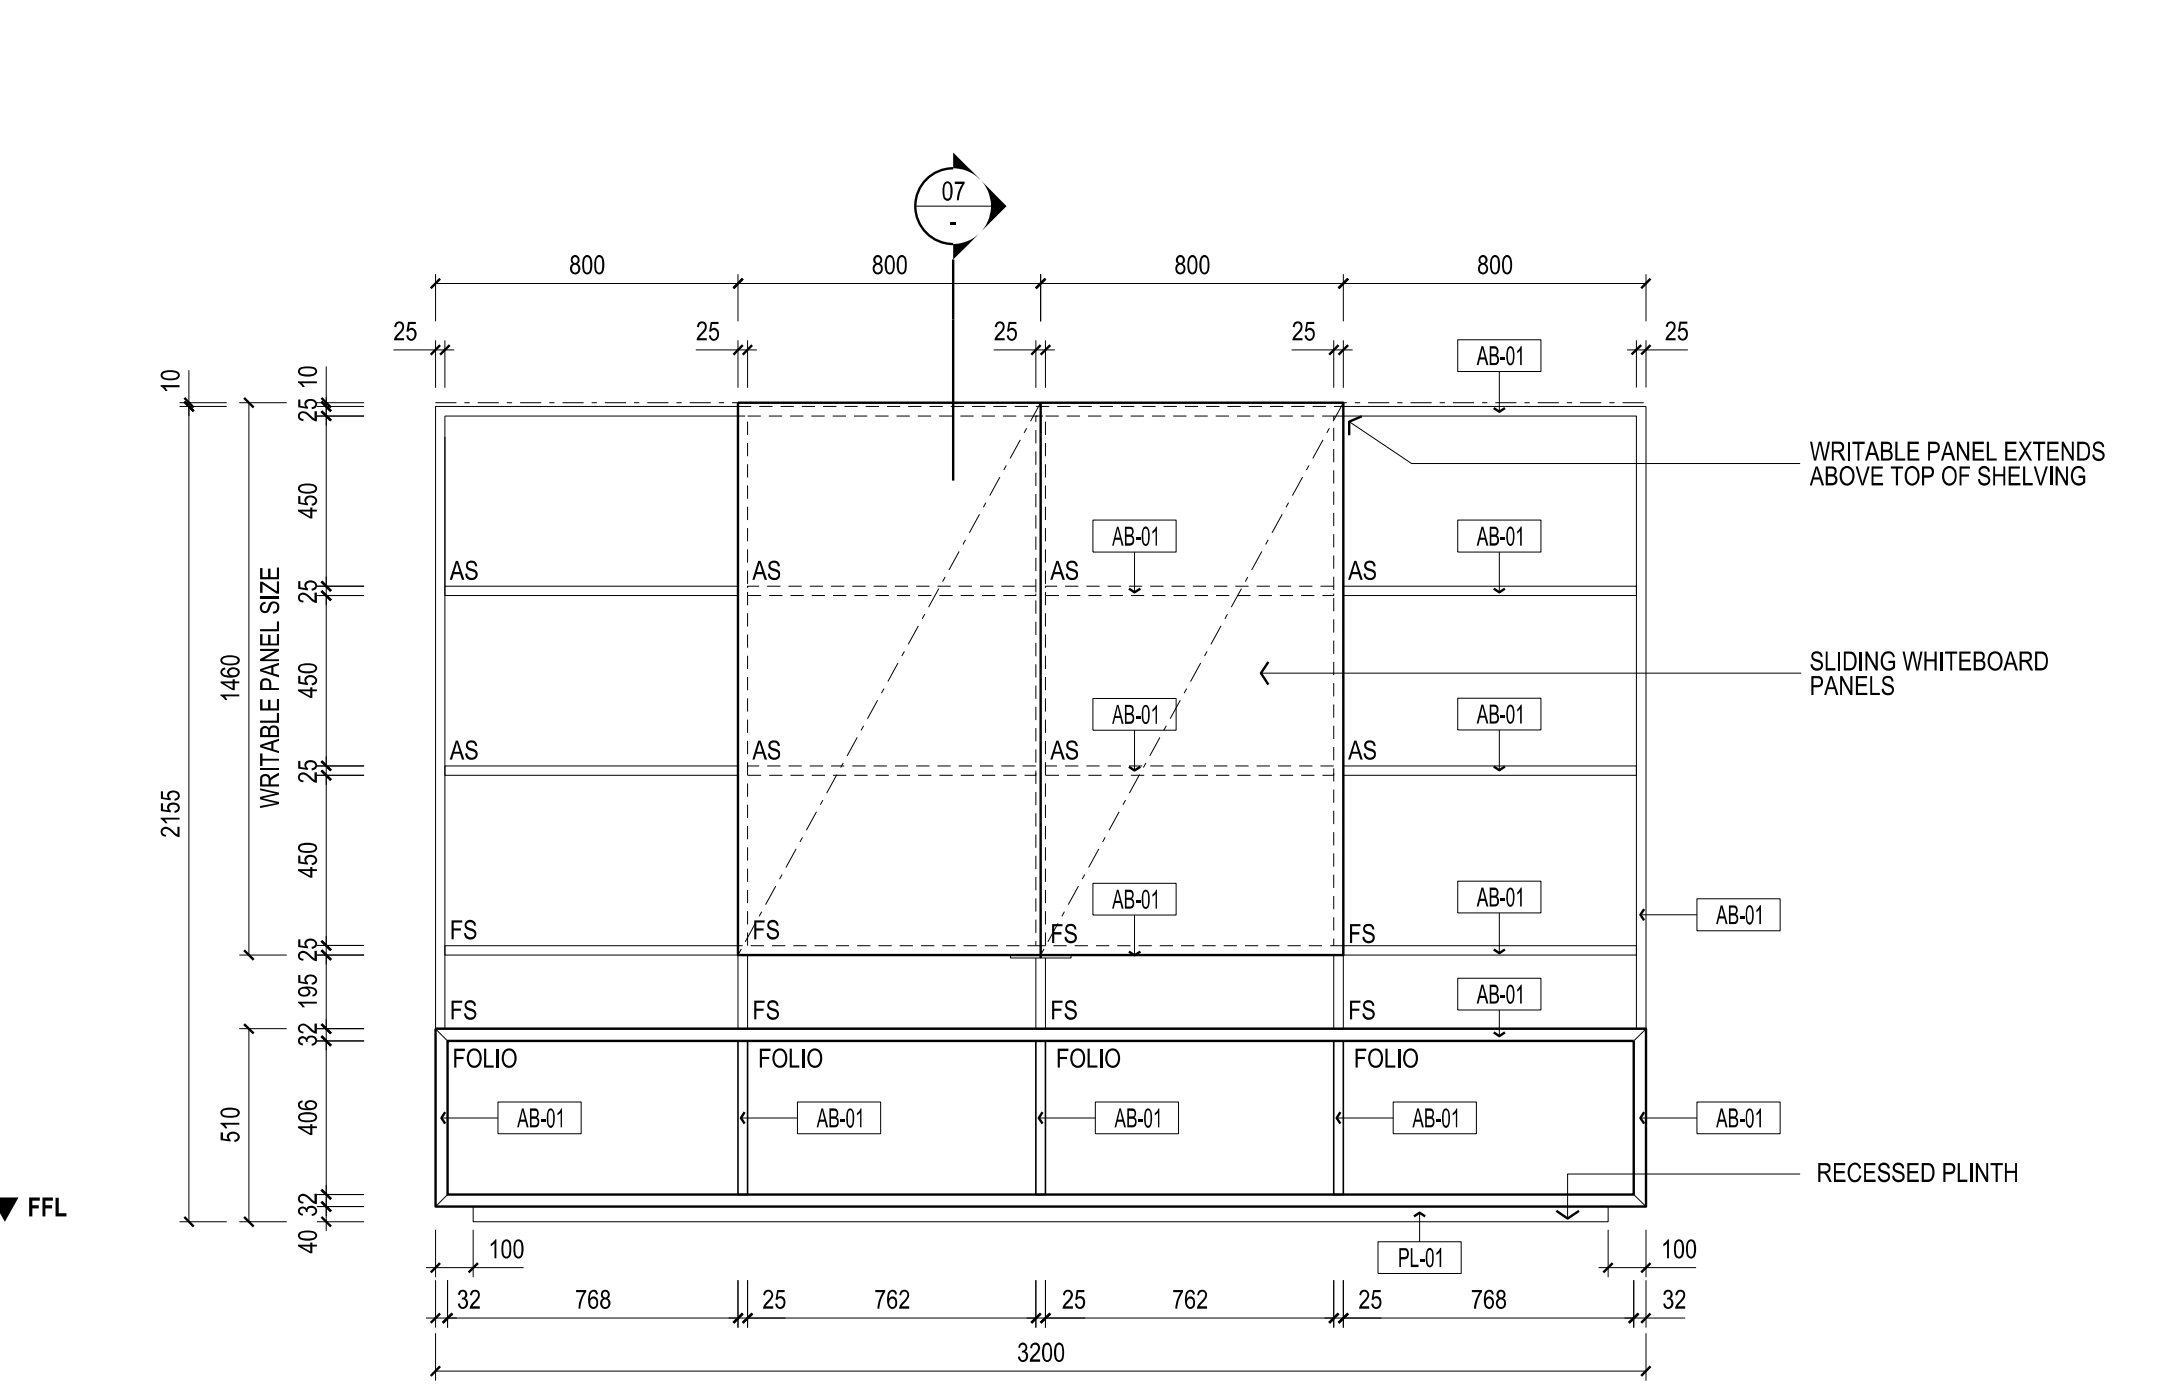 07
-
800 800 800 800
25 25 25 25 25
AB-01
10 10
25
WRITABLE PANEL EXTENDS
ABOVE TOP OF SHELVING
450
AB-01 AB-01
AS AS AS AS
25
WRITABLE PANEL SIZE
1460
450
SLIDING WHITEBOARD
PANELS
AB-01 AB-01
AS AS AS AS
25
2155
450
AB-01 AB-01 AB-01
FS FS FS FS
25
195
AB-01
FS FS FS FS
32
FOLIO FOLIO FOLIO FOLIO
510
406
AB-01 AB-01 AB-01 AB-01 AB-01
RECESSED PLINTH
32
FFL
40
100 PL-01 100
32 768 25 762 25 762 25 768 32
3200